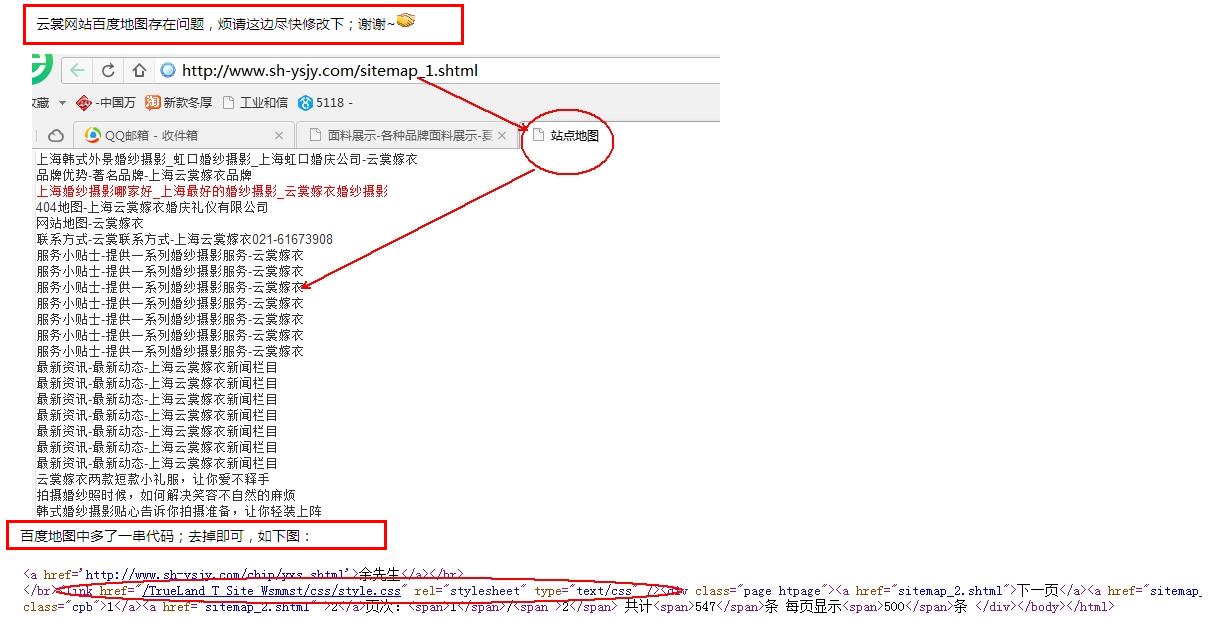 云裳网站百度地图存在问题，烦请这边尽快修改下；谢谢~
http://www.sh-ysjy.com/sitemap_1.shtml
收藏 -中国万 淘 新款冬厚 工业和信 5118 -
QQ邮箱 - 收件箱 × 面料展示-各种品牌面料展示-夏 × 站点地图
上海韩式外景婚纱摄影_虹口婚纱摄影_上海虹口婚庆公司-云裳嫁衣
品牌优势-著名品牌-上海云裳嫁衣品牌
上海婚纱摄影哪家好_上海最好的婚纱摄影_云裳嫁衣婚纱摄影
404地图-上海云裳嫁衣婚庆礼仪有限公司
网站地图-云裳嫁衣
联系方式-云裳联系方式-上海云裳嫁衣021-61673908
服务小贴士-提供一系列婚纱摄影服务-云裳嫁衣
服务小贴士-提供一系列婚纱摄影服务-云裳嫁衣
服务小贴士-提供一系列婚纱摄影服务-云裳嫁衣
服务小贴士-提供一系列婚纱摄影服务-云裳嫁衣
服务小贴士-提供一系列婚纱摄影服务-云裳嫁衣
服务小贴士-提供一系列婚纱摄影服务-云裳嫁衣
服务小贴士-提供一系列婚纱摄影服务-云裳嫁衣
最新资讯-最新动态-上海云裳嫁衣新闻栏目
最新资讯-最新动态-上海云裳嫁衣新闻栏目
最新资讯-最新动态-上海云裳嫁衣新闻栏目
最新资讯-最新动态-上海云裳嫁衣新闻栏目
最新资讯-最新动态-上海云裳嫁衣新闻栏目
最新资讯-最新动态-上海云裳嫁衣新闻栏目
最新资讯-最新动态-上海云裳嫁衣新闻栏目
云裳嫁衣两款短款小礼服，让你爱不释手
拍摄婚纱照时候，如何解决笑容不自然的麻烦
韩式婚纱摄影贴心告诉你拍摄准备，让你轻装上阵
百度地图中多了一串代码；去掉即可，如下图：
<a href='http://www.sh-ysjy.com/chip/yxs.shtml'>余先生</a></br>
</br><link href="/TrueLand_T_Site_Wsmmst/css/style.css" rel="stylesheet" type="text/css" /><div class="page htpage"><a href="sitemap_2.shtml">下一页</a><a href="sitemap_
class="cpb">1</a><a href="sitemap_2.shtml" >2</a>页次：<span>1</span>/<span >2</span> 共计<span>547</span>条 每页显示<span>500</span>条 </div></body></html>